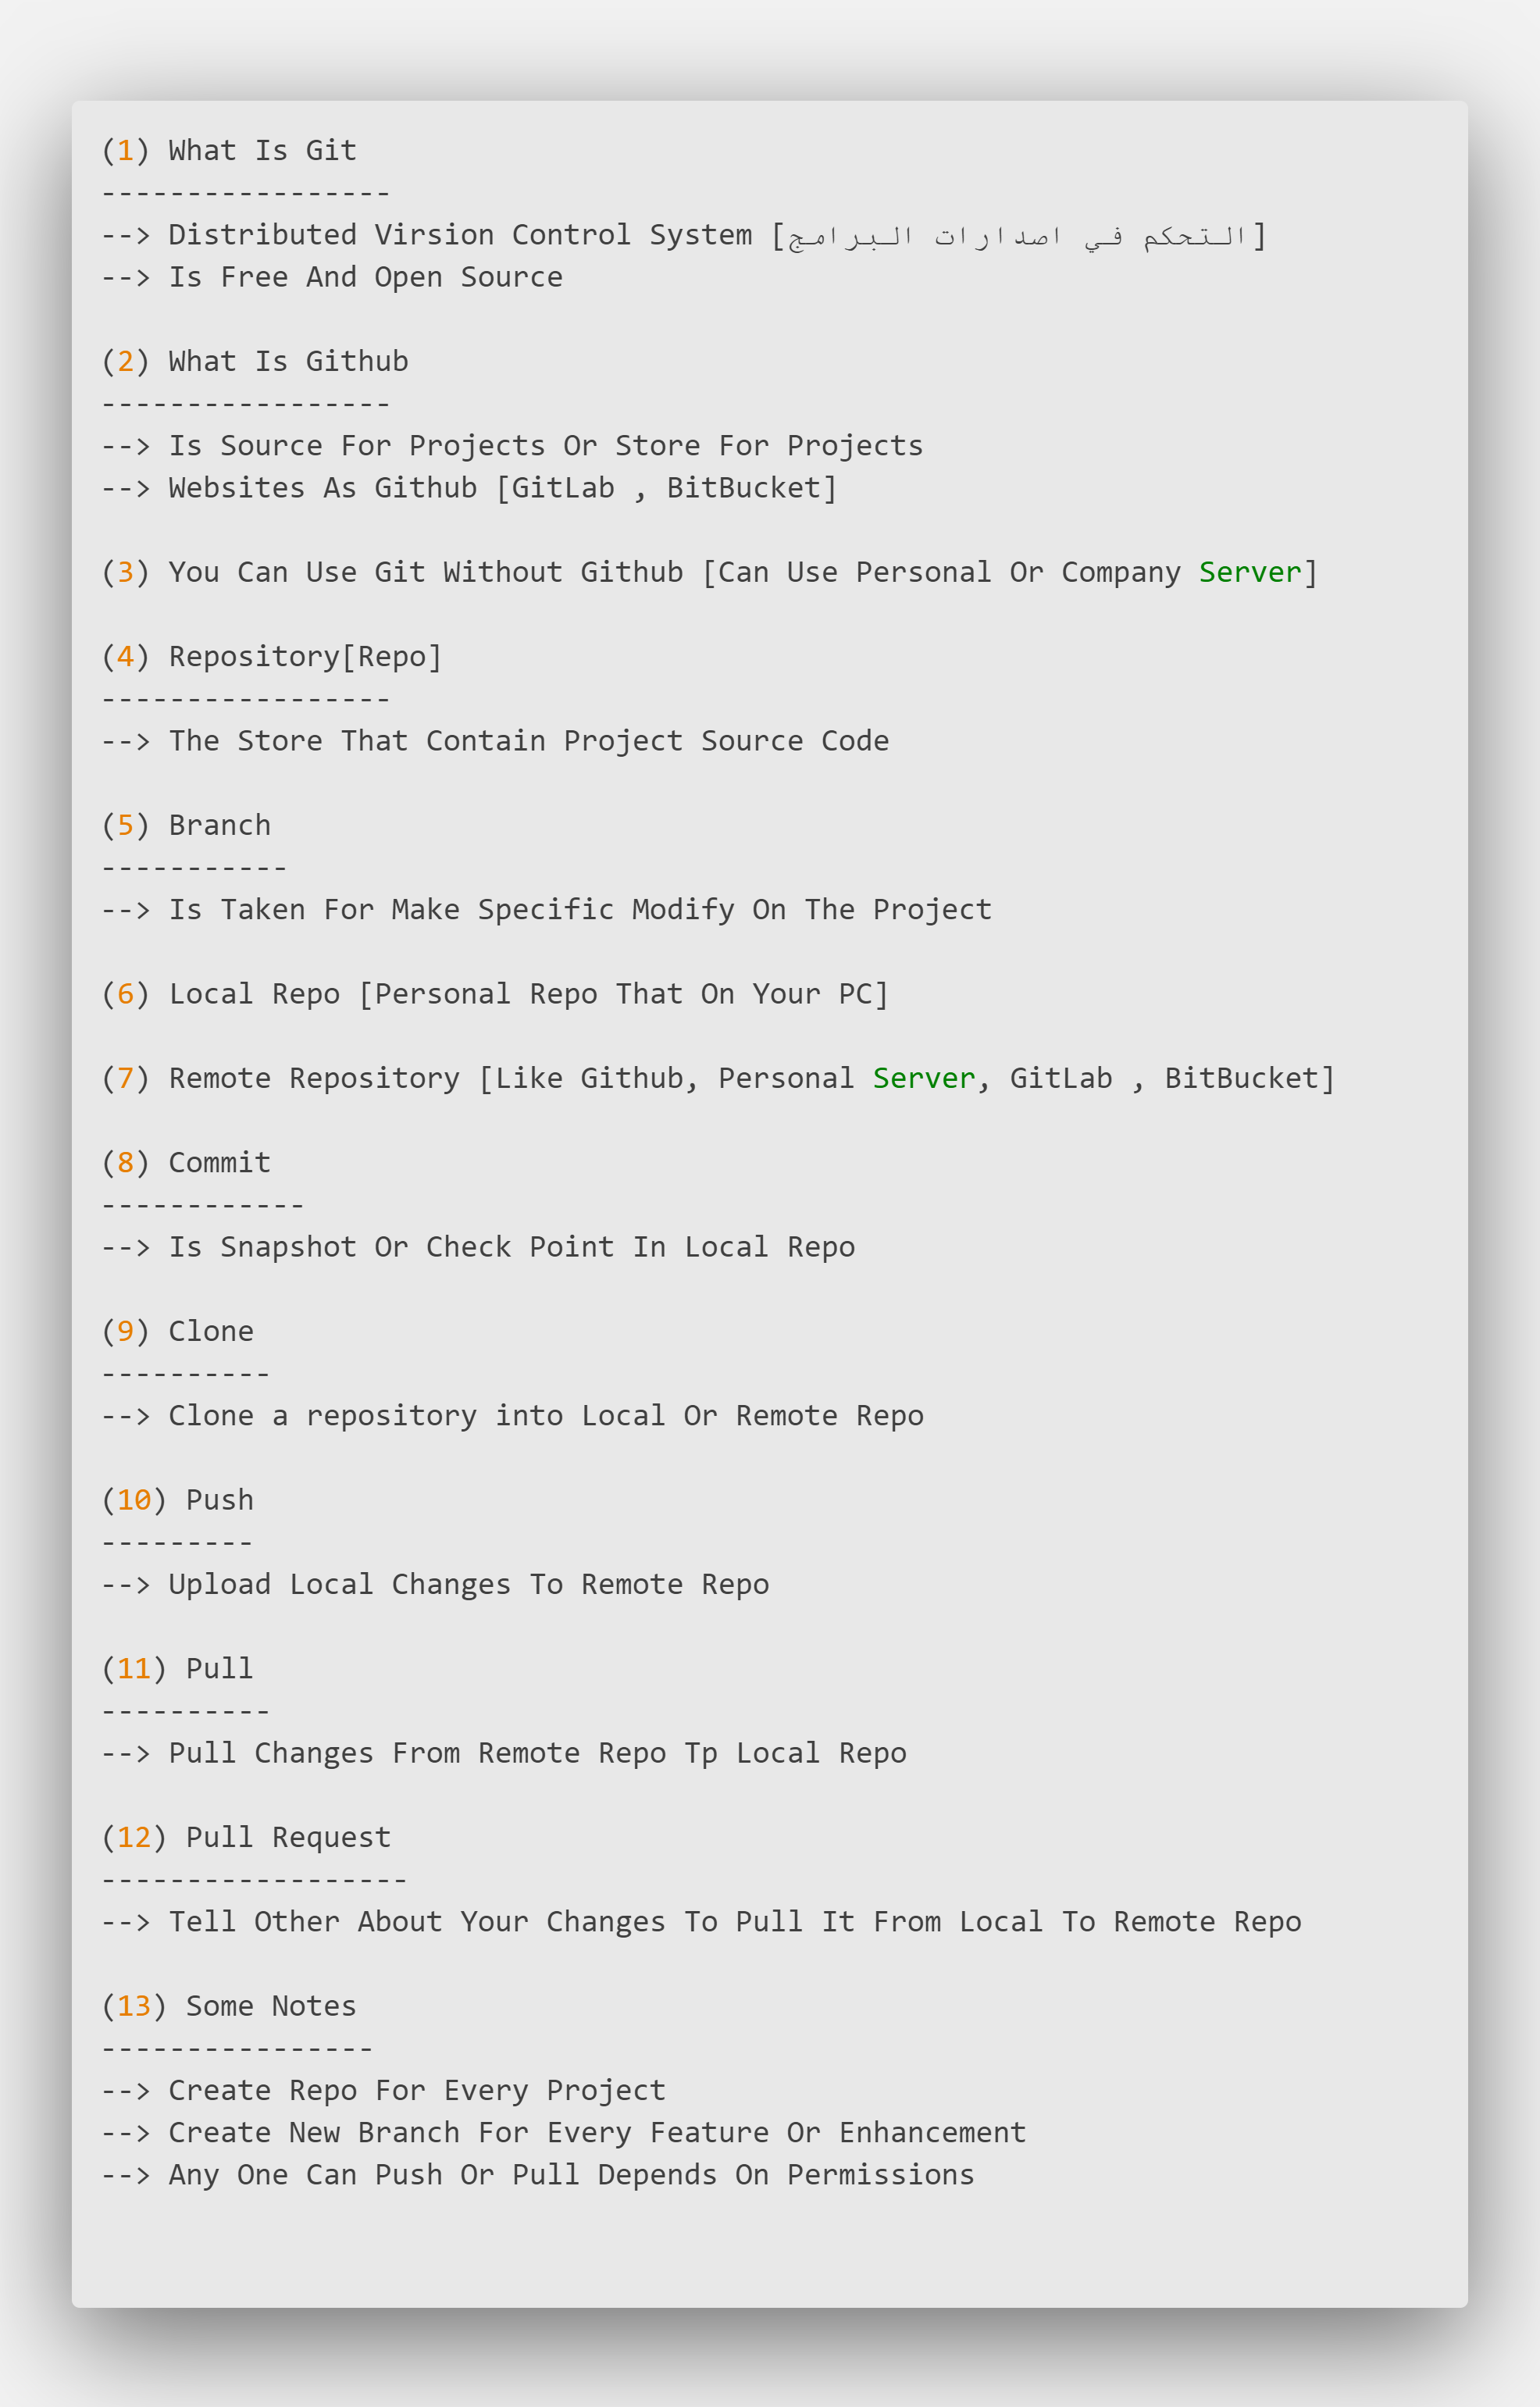 (1) What Is Git
-----------------
--> Distributed Virsion Control System [التحكم في اصدارات البرامج]
--> Is Free And Open Source
(2) What Is Github
-----------------
--> Is Source For Projects Or Store For Projects
--> Websites As Github [GitLab , BitBucket]
(3) You Can Use Git Without Github [Can Use Personal Or Company Server]
(4) Repository[Repo]
-----------------
--> The Store That Contain Project Source Code
(5) Branch
-----------
--> Is Taken For Make Specific Modify On The Project
(6) Local Repo [Personal Repo That On Your PC]
(7) Remote Repository [Like Github, Personal Server, GitLab , BitBucket]
(8) Commit
------------
--> Is Snapshot Or Check Point In Local Repo
(9) Clone
----------
--> Clone a repository into Local Or Remote Repo
(10) Push
---------
--> Upload Local Changes To Remote Repo
(11) Pull
----------
--> Pull Changes From Remote Repo Tp Local Repo
(12) Pull Request
------------------
--> Tell Other About Your Changes To Pull It From Local To Remote Repo
(13) Some Notes
----------------
--> Create Repo For Every Project
--> Create New Branch For Every Feature Or Enhancement
--> Any One Can Push Or Pull Depends On Permissions